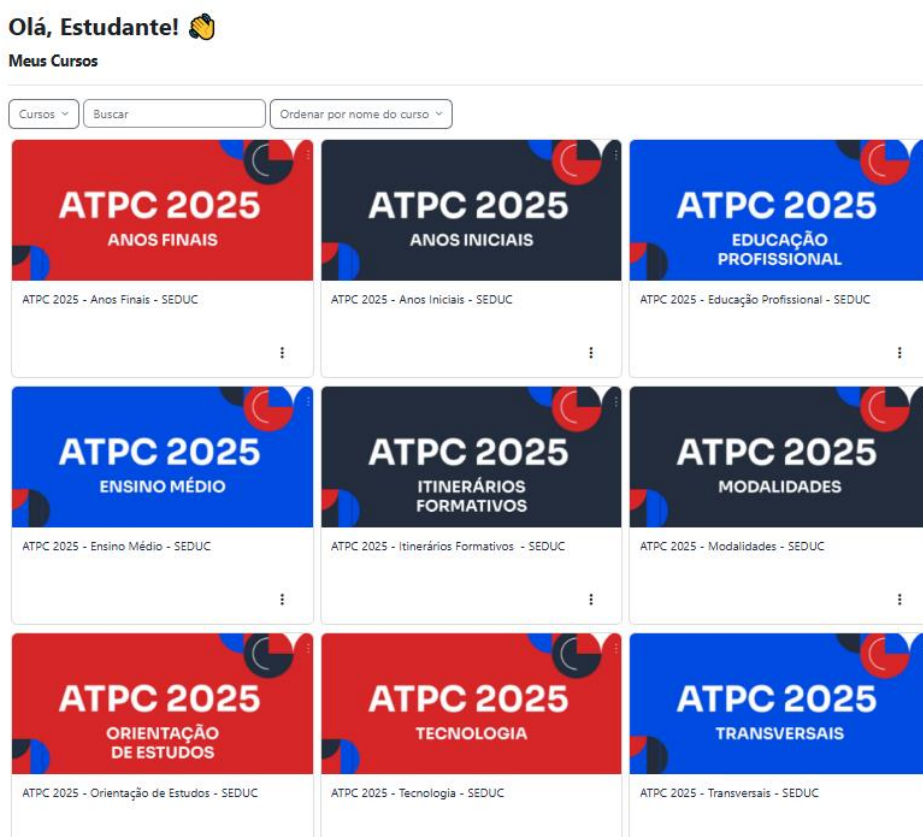 Olá, Estudante! 👋
Meus Cursos
Cursos
Buscar
Ordenar por nome do curso
ATPC 2025
ANOS FINAIS
ATPC 2025 - Anos Finais - SEDUC
ATPC 2025
ANOS INICIAIS
ATPC 2025 - Anos Iniciais - SEDUC
ATPC 2025
EDUCAÇÃO
PROFISSIONAL
ATPC 2025 - Educação Profissional - SEDUC
ATPC 2025
ENSINO MÉDIO
ATPC 2025 - Ensino Médio - SEDUC
ATPC 2025
ITINERÁRIOS
FORMATIVOS
ATPC 2025 - Itinerários Formativos - SEDUC
ATPC 2025
MODALIDADES
ATPC 2025 - Modalidades - SEDUC
ATPC 2025
ORIENTAÇÃO
DE ESTUDOS
ATPC 2025 - Orientação de Estudos - SEDUC
ATPC 2025
TECNOLOGIA
ATPC 2025 - Tecnologia - SEDUC
ATPC 2025
TRANSVERSAIS
ATPC 2025 - Transversais - SEDUC